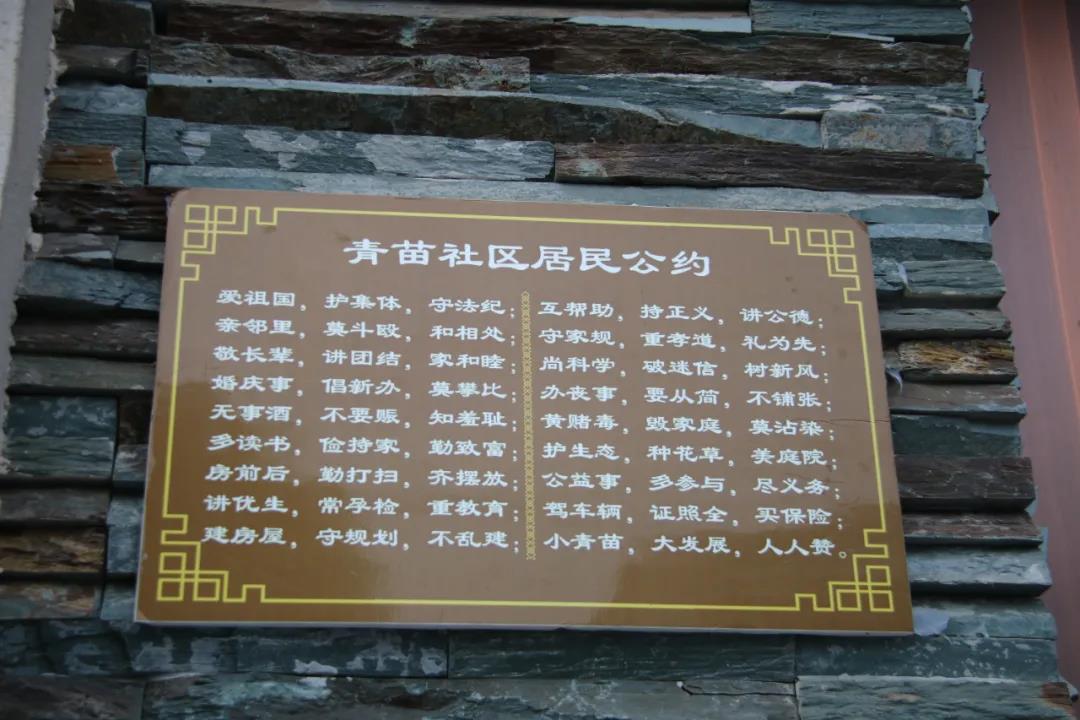 青苗社区居民公约
爱祖国，护集体，守法纪；
亲邻里，莫斗殴，和相处；
敬长辈，讲团结，家和睦；
婚庆事，倡新办，莫攀比；
无事酒，不要赈，知羞耻；
多读书，俭持家，勤致富；
房前后，勤打扫，齐摆放；
讲优生，常孕检，重教育；
建房屋，守规划，不乱建；
互帮助，持正义，讲公德；
守家规，重孝道，礼为先；
尚科学，破迷信，树新风；
办丧事，要从简，不铺张；
黄赌毒，毁家庭，莫沾染；
护生态，种花草，美庭院；
公益事，多参与，尽义务；
驾车辆，证照全，买保险；
小青苗，大发展，人人赞。